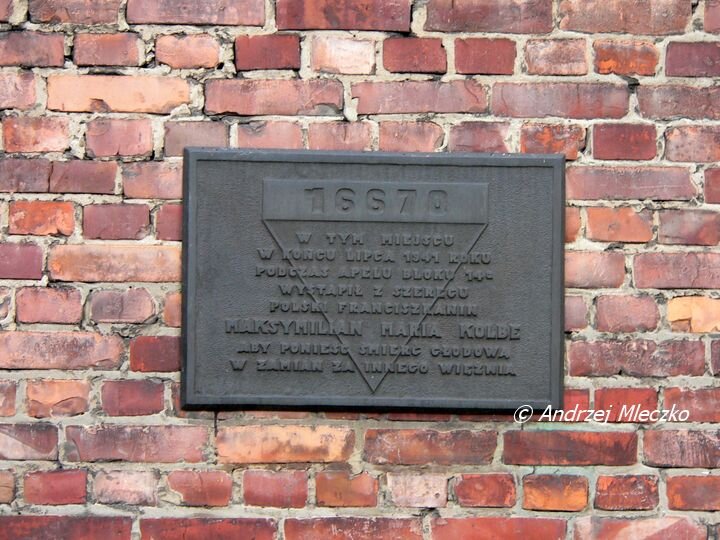 16670
W TYM MIEJSCU
W KOŃCU LIPCA 1941 ROKU
PODCZAS APELU BLOKU 14a
WYSTĄPIŁ Z SZEREGU
POLSKI FRANCISZKANIN
MAKSYMILIAN MARIA KOLBE
ABY PONIEŚĆ ŚMIERĆ GŁODOWĄ
W ZAMIAN ZA INNEGO WIĘŹNIA
© Andrzej Mleczko